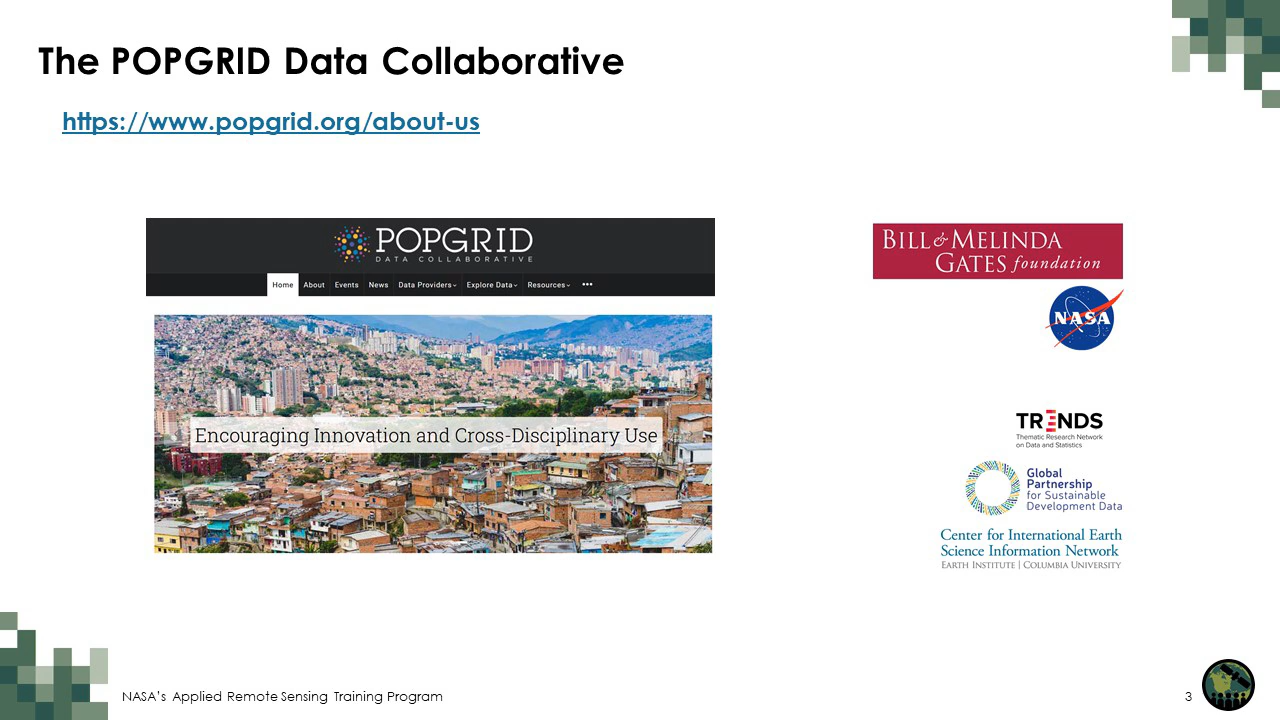 The POPGRID Data Collaborative
https://www.popgrid.org/about-us
POPGRID
DATA COLLABORATIVE
Home About Events News Data Providers Explore Data Resources •••
Encouraging Innovation and Cross-Disciplinary Use
BILL & MELINDA
GATES foundation
NASA
TRENDS
Thematic Research Network
on Data and Statistics
Global
Partnership
for Sustainable
Development Data
Center for International Earth
Science Information Network
EARTH INSTITUTE | COLUMBIA UNIVERSITY
NASA's Applied Remote Sensing Training Program
3